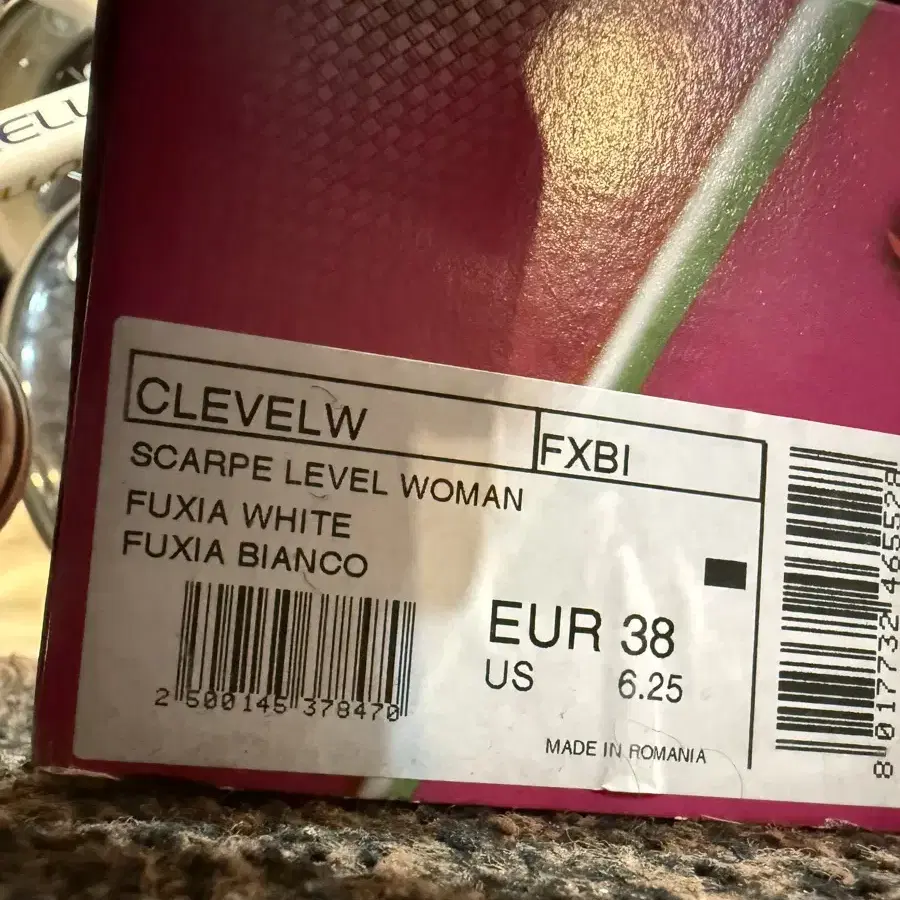 ELL
CLEVELW
FXBI
SCARPE LEVEL WOMAN
FUXIA WHITE
FUXIA BIANCO
EUR 38
US 6.25
2 500145 378470
MADE IN ROMANIA
8 017732 465528